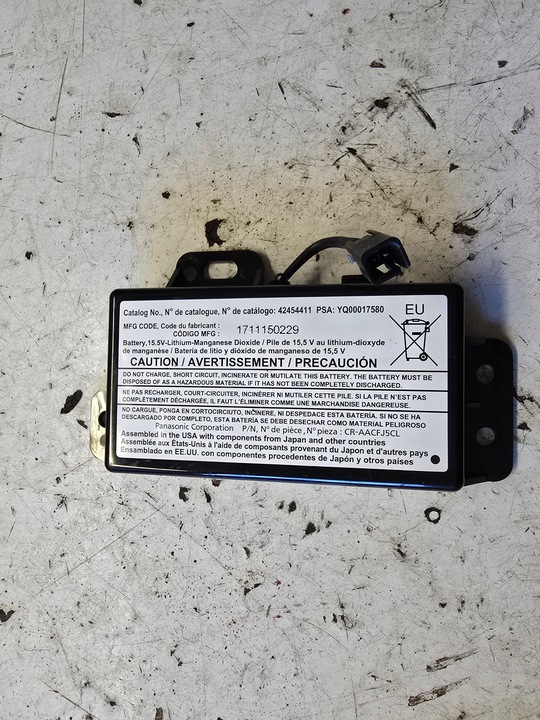 Catalog No., Nº de catalogue, Nº de catálogo: 42454411 PSA: YQ00017580
EU
MFG CODE, Code du fabricant :
CÓDIGO MFG : 1711150229
Battery,15.5V-Lithium-Manganese Dioxide / Pile de 15,5 V au lithium-dioxyde
de manganèse / Batería de litio y dióxido de manganeso de 15,5 V
CAUTION / AVERTISSEMENT / PRECAUCIÓN
DO NOT CHARGE, SHORT CIRCUIT, INCINERATE OR MUTILATE THIS BATTERY. THE BATTERY MUST BE
DISPOSED OF AS A HAZARDOUS MATERIAL IF IT HAS NOT BEEN COMPLETELY DISCHARGED.
NE PAS RECHARGER, COURT-CIRCUITER, INCINÉRER NI MUTILER CETTE PILE. SI LA PILE N'EST PAS
COMPLÈTEMENT DÉCHARGÉE, IL FAUT L'ÉLIMINER COMME UNE MARCHANDISE DANGEREUSE.
NO CARGUE, PONGA EN CORTOCIRCUITO, INCINERE, NI DESPEDACE ESTA BATERÍA. SI NO SE HA
DESCARGADO POR COMPLETO, ESTA BATERÍA SE DEBE DESECHAR COMO MATERIAL PELIGROSO
Panasonic Corporation P/N, Nº de pièce, Nº pieza : CR-AACFJ5CL
Assembled in the USA with components from Japan and other countries
Assemblée aux États-Unis à l'aide de composants provenant du Japon et d'autres pays
Ensamblado en EE.UU. con componentes procedentes de Japón y otros paises